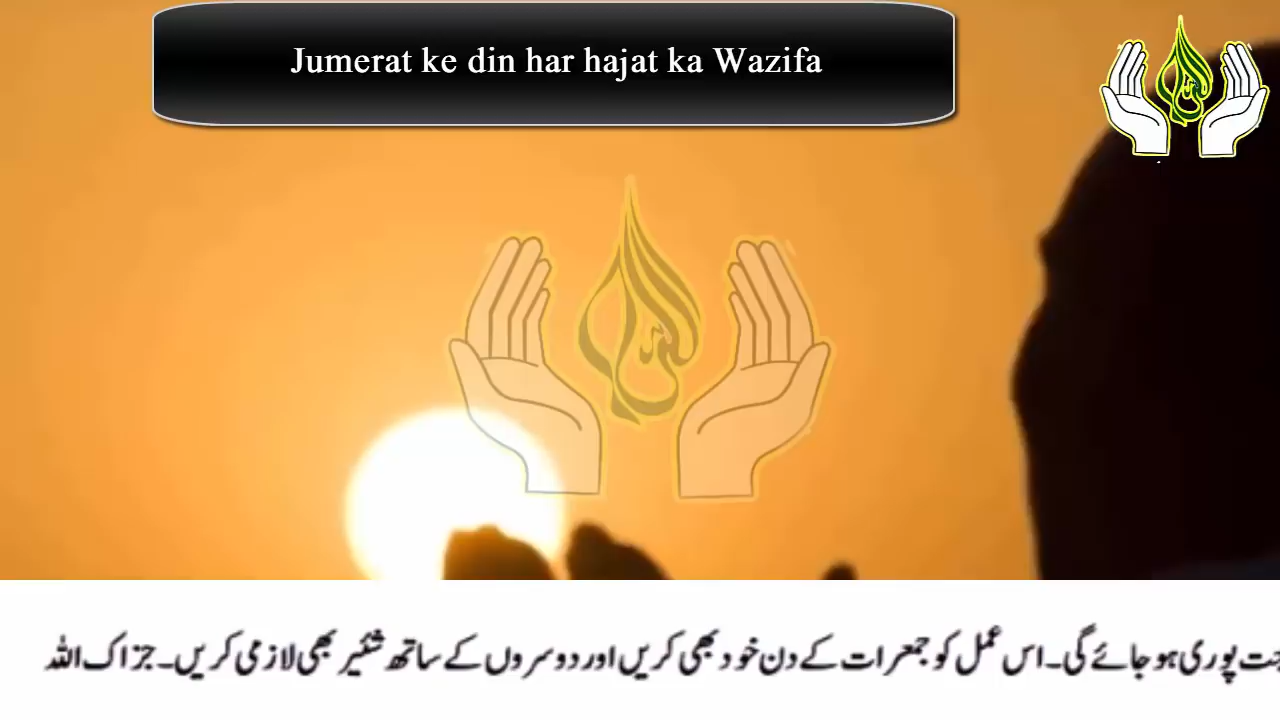 Jumerat ke din har hajat ka Wazifa
پوری ہو جائے گی۔ اس عمل کو جمعرات کے دن خود بھی کریں اور دوسروں کے ساتھ شئیر بھی لازمی کریں۔ جزاک اللہ